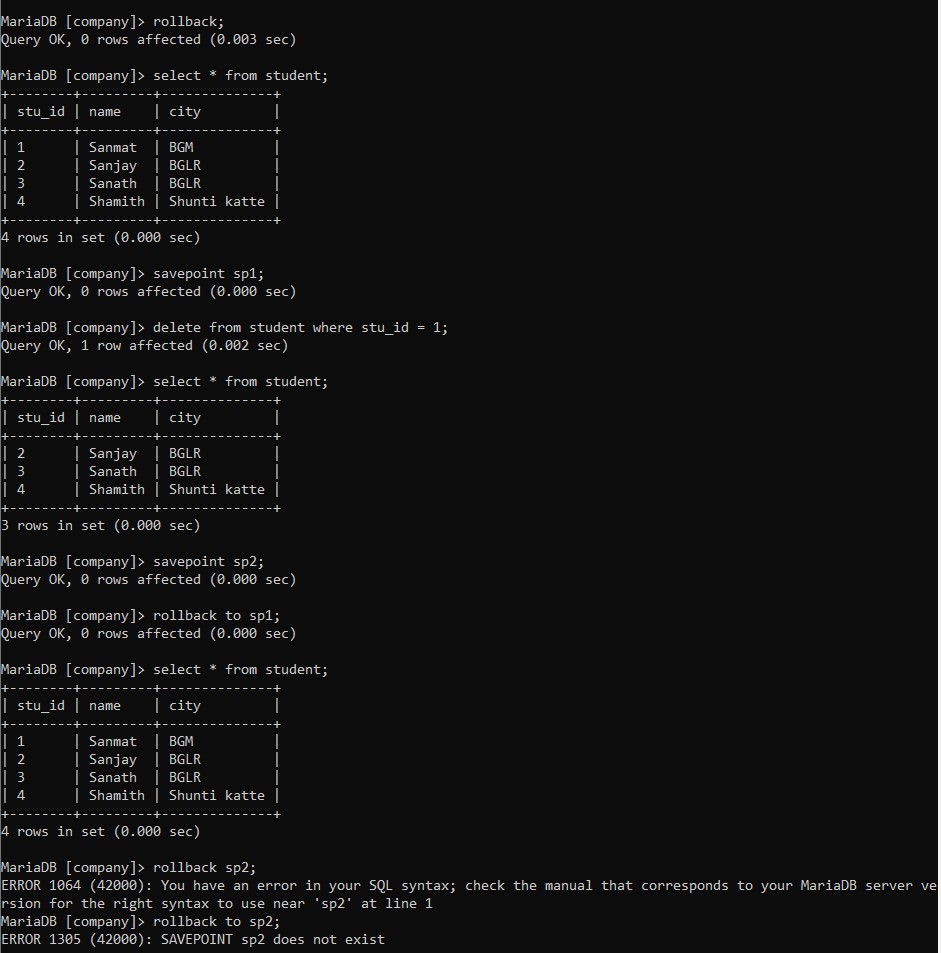 MariaDB [company]> rollback;
Query OK, 0 rows affected (0.003 sec)
MariaDB [company]> select * from student;
+--------+---------+--------------+
| stu_id | name    | city         |
+--------+---------+--------------+
| 1      | Sanmat  | BGM          |
| 2      | Sanjay  | BGLR         |
| 3      | Sanath  | BGLR         |
| 4      | Shamith | Shunti katte |
+--------+---------+--------------+
4 rows in set (0.000 sec)
MariaDB [company]> savepoint sp1;
Query OK, 0 rows affected (0.000 sec)
MariaDB [company]> delete from student where stu_id = 1;
Query OK, 1 row affected (0.002 sec)
MariaDB [company]> select * from student;
+--------+---------+--------------+
| stu_id | name    | city         |
+--------+---------+--------------+
| 2      | Sanjay  | BGLR         |
| 3      | Sanath  | BGLR         |
| 4      | Shamith | Shunti katte |
+--------+---------+--------------+
3 rows in set (0.000 sec)
MariaDB [company]> savepoint sp2;
Query OK, 0 rows affected (0.000 sec)
MariaDB [company]> rollback to sp1;
Query OK, 0 rows affected (0.000 sec)
MariaDB [company]> select * from student;
+--------+---------+--------------+
| stu_id | name    | city         |
+--------+---------+--------------+
| 1      | Sanmat  | BGM          |
| 2      | Sanjay  | BGLR         |
| 3      | Sanath  | BGLR         |
| 4      | Shamith | Shunti katte |
+--------+---------+--------------+
4 rows in set (0.000 sec)
MariaDB [company]> rollback sp2;
ERROR 1064 (42000): You have an error in your SQL syntax; check the manual that corresponds to your MariaDB server ve
rsion for the right syntax to use near 'sp2' at line 1
MariaDB [company]> rollback to sp2;
ERROR 1305 (42000): SAVEPOINT sp2 does not exist